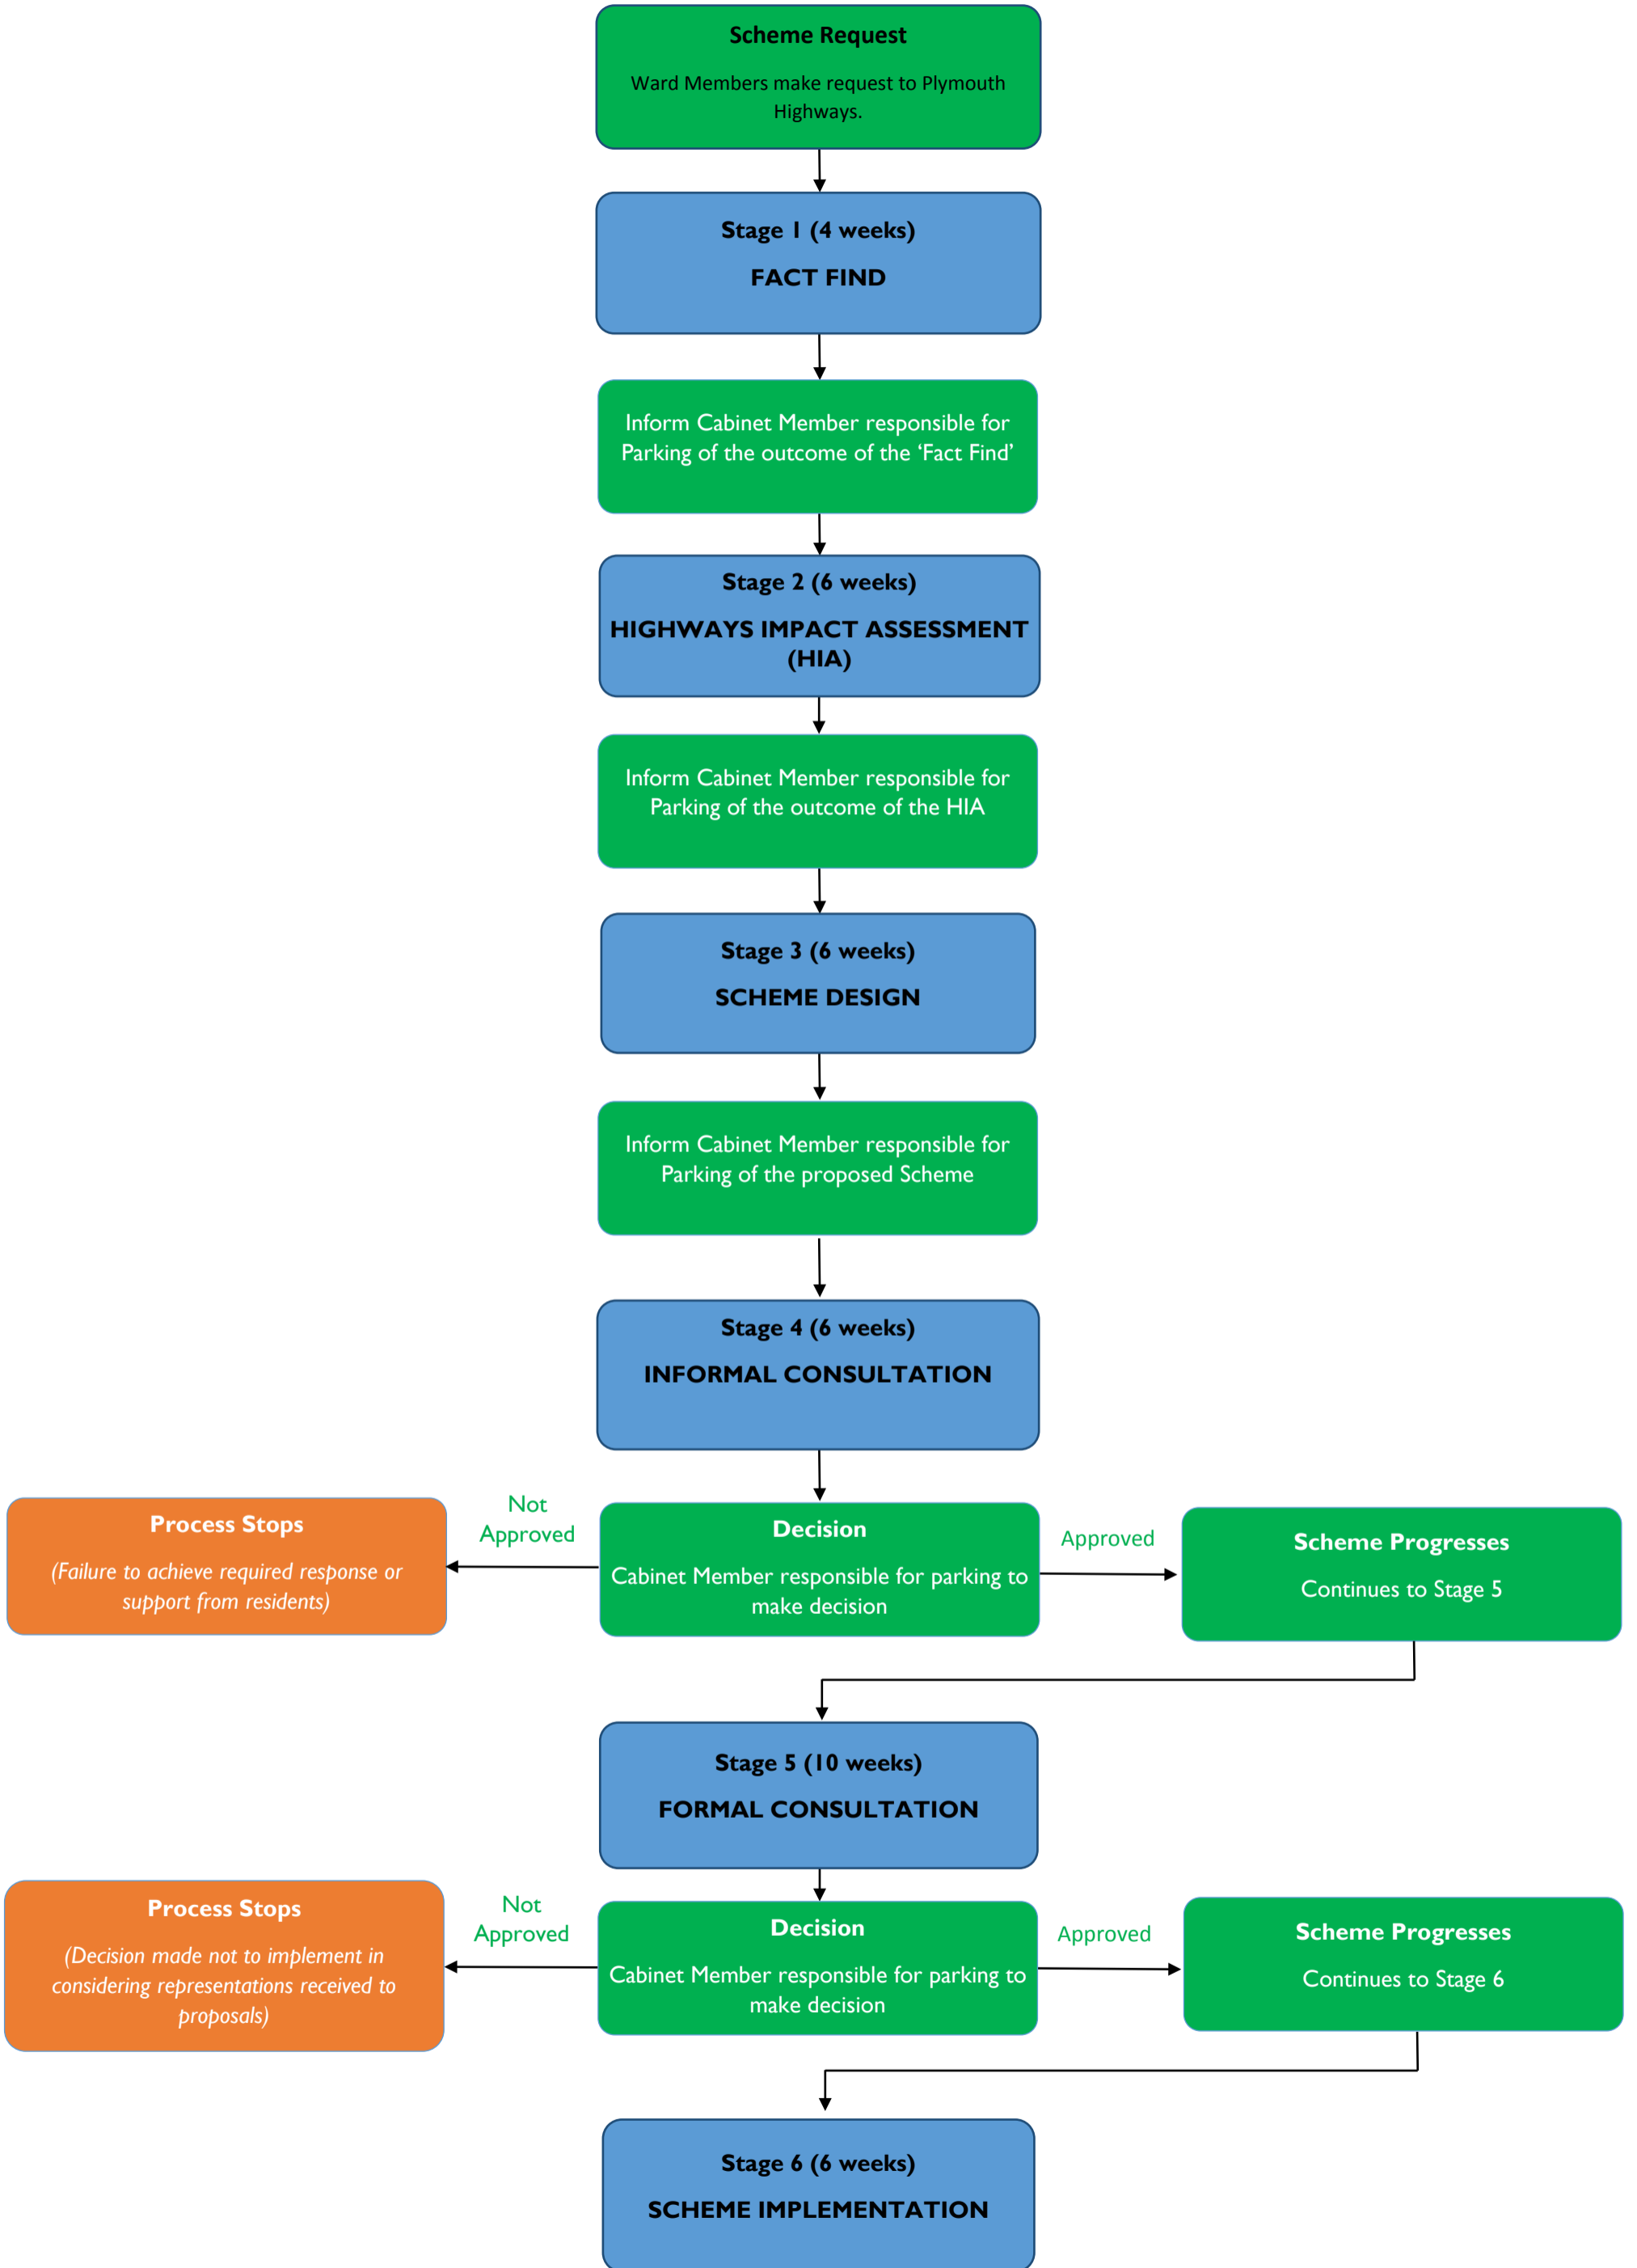 Scheme Request
Ward Members make request to Plymouth
Highways.
Stage 1 (4 weeks)
FACT FIND
Inform Cabinet Member responsible for
Parking of the outcome of the ‘Fact Find’
Stage 2 (6 weeks)
HIGHWAYS IMPACT ASSESSMENT
(HIA)
Inform Cabinet Member responsible for
Parking of the outcome of the HIA
Stage 3 (6 weeks)
SCHEME DESIGN
Inform Cabinet Member responsible for
Parking of the proposed Scheme
Stage 4 (6 weeks)
INFORMAL CONSULTATION
Process Stops
(Failure to achieve required response or
support from residents)
Not
Approved
Decision
Cabinet Member responsible for parking to
make decision
Approved
Scheme Progresses
Continues to Stage 5
Stage 5 (10 weeks)
FORMAL CONSULTATION
Process Stops
(Decision made not to implement in
considering representations received to
proposals)
Not
Approved
Decision
Cabinet Member responsible for parking to
make decision
Approved
Scheme Progresses
Continues to Stage 6
Stage 6 (6 weeks)
SCHEME IMPLEMENTATION